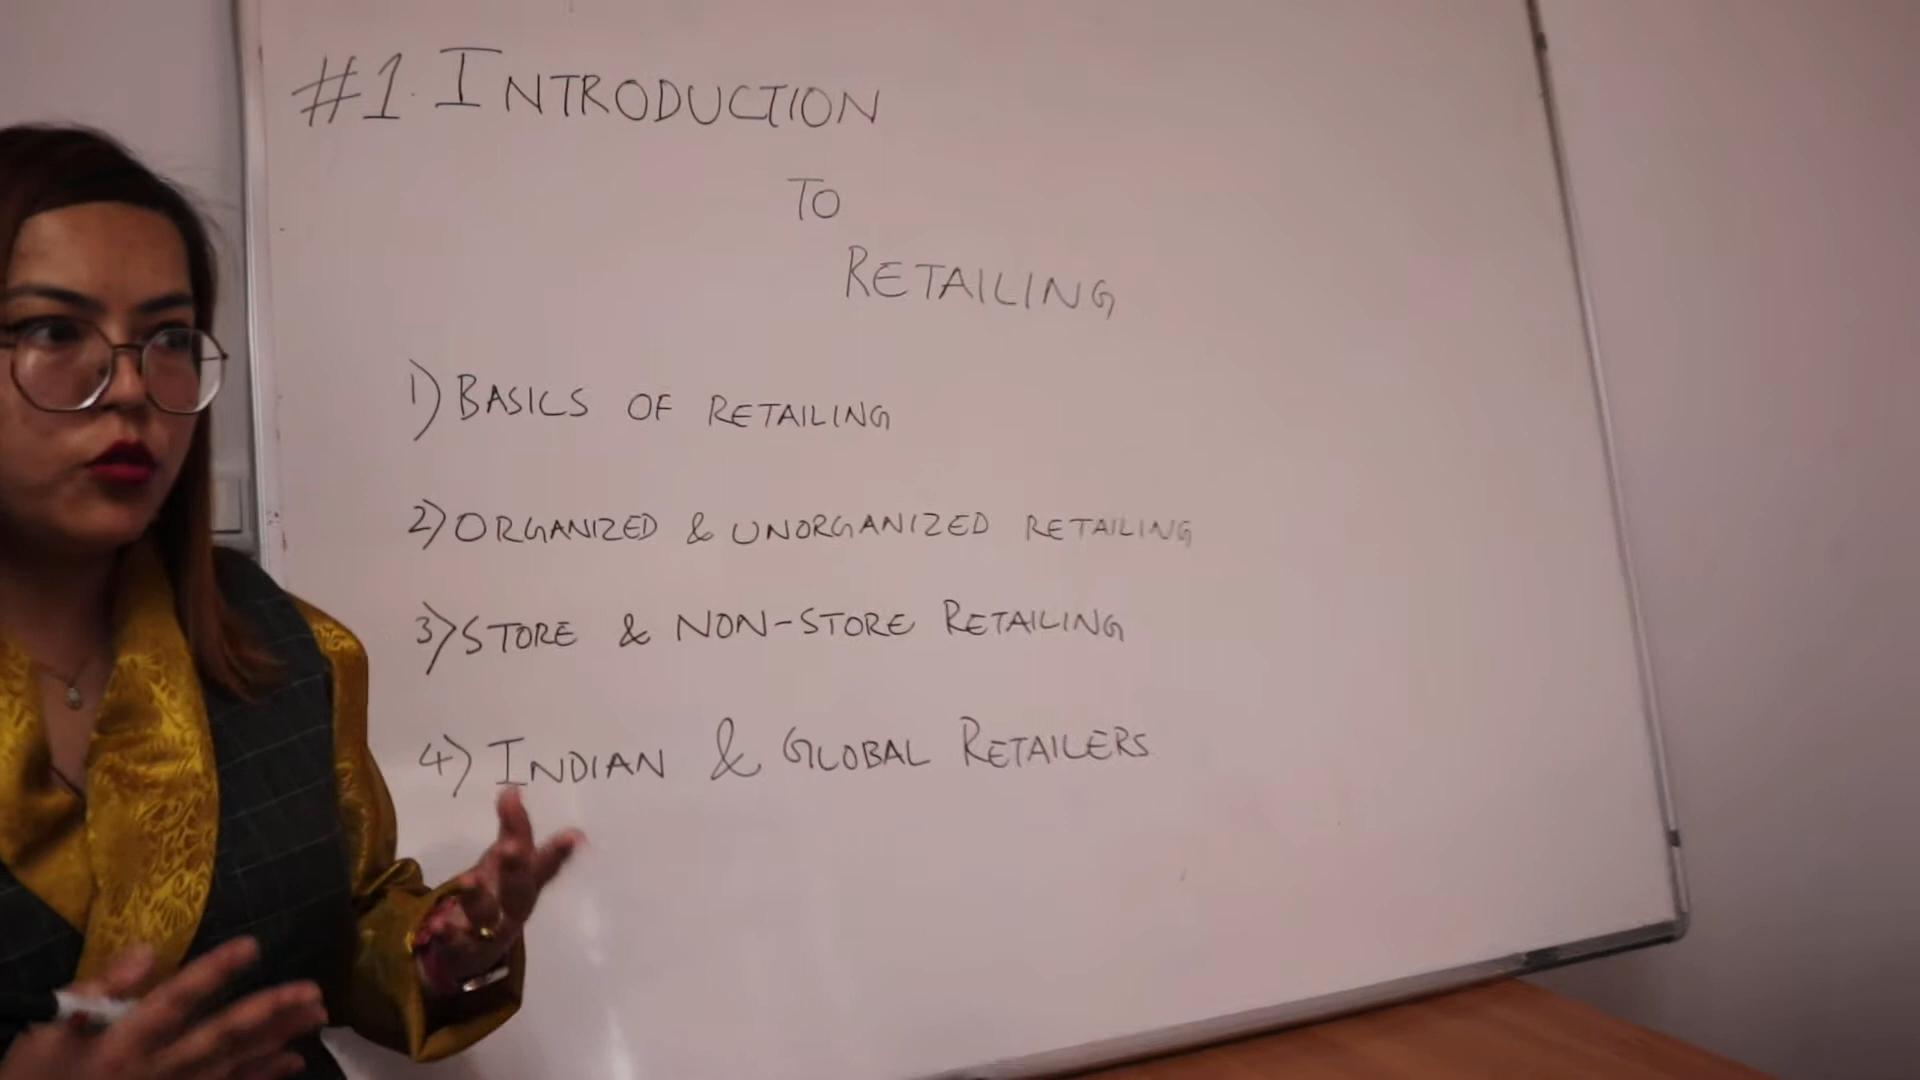 #1. INTRODUCTION
TO
RETAILING
1) BASICS OF RETAILING
2) ORGANIZED & UNORGANIZED RETAILING
3) STORE & NON-STORE RETAILING
4) INDIAN & GLOBAL RETAILERS